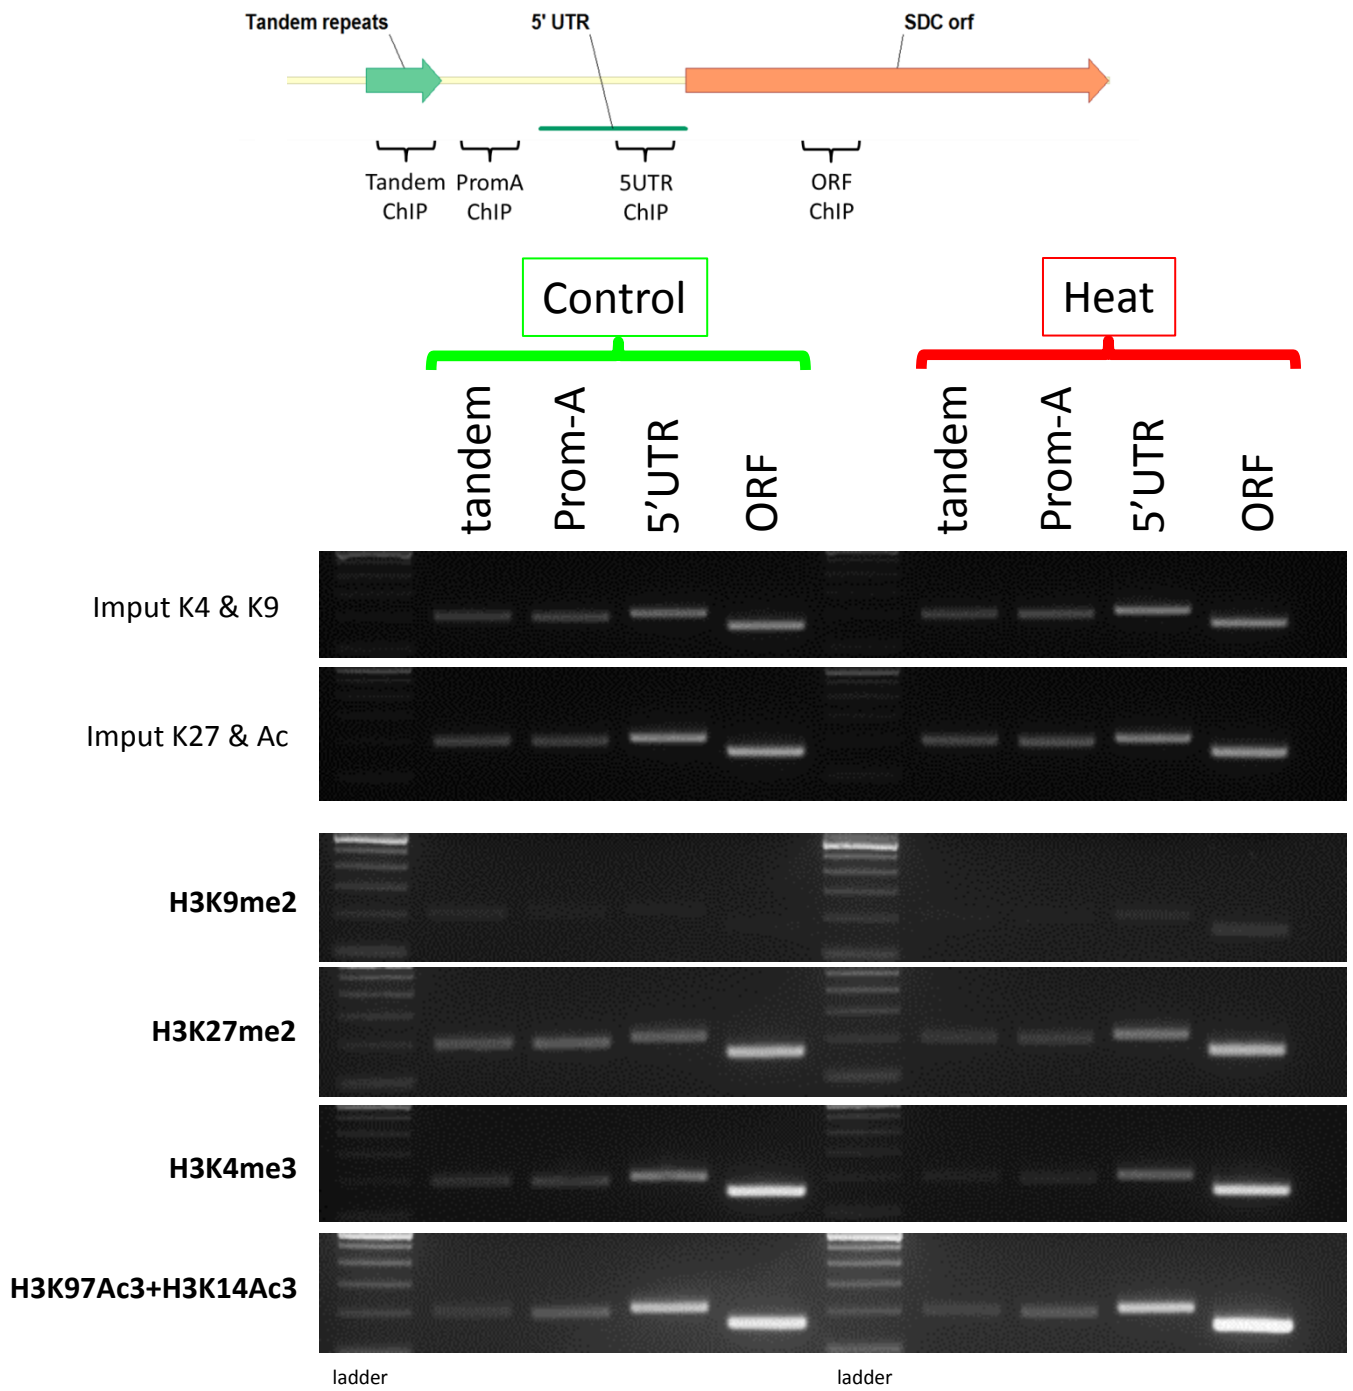 Tandem repeats 5' UTR SDC orf
Tandem PromA 5UTR ORF
ChIP ChIP ChIP ChIP
Control Heat
tandem Prom-A 5'UTR ORF tandem Prom-A 5'UTR ORF
Imput K4 & K9
Imput K27 & Ac
H3K9me2
H3K27me2
H3K4me3
H3K97Ac3+H3K14Ac3
ladder ladder